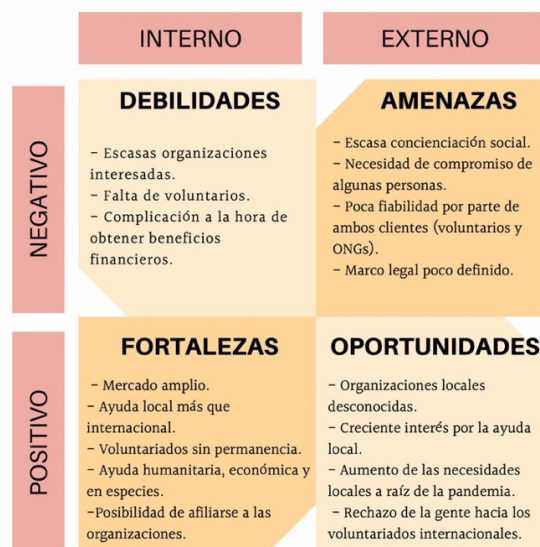 INTERNO
EXTERNO
NEGATIVO
DEBILIDADES
- Escasas organizaciones
interesadas.
- Falta de voluntarios.
- Complicación a la hora de
obtener beneficios
financieros.
AMENAZAS
- Escasa concienciación social.
- Necesidad de compromiso de
algunas personas.
- Poca fiabilidad por parte de
ambos clientes (voluntarios y
ONGs).
- Marco legal poco definido.
POSITIVO
FORTALEZAS
- Mercado amplio.
- Ayuda local más que
internacional.
- Voluntariados sin permanencia.
- Ayuda humanitaria, económica y
en especies.
-Posibilidad de afiliarse a las
organizaciones.
OPORTUNIDADES
- Organizaciones locales
desconocidas.
- Creciente interés por la ayuda
local.
- Aumento de las necesidades
locales a raíz de la pandemia.
- Rechazo de la gente hacia los
voluntariados internacionales.